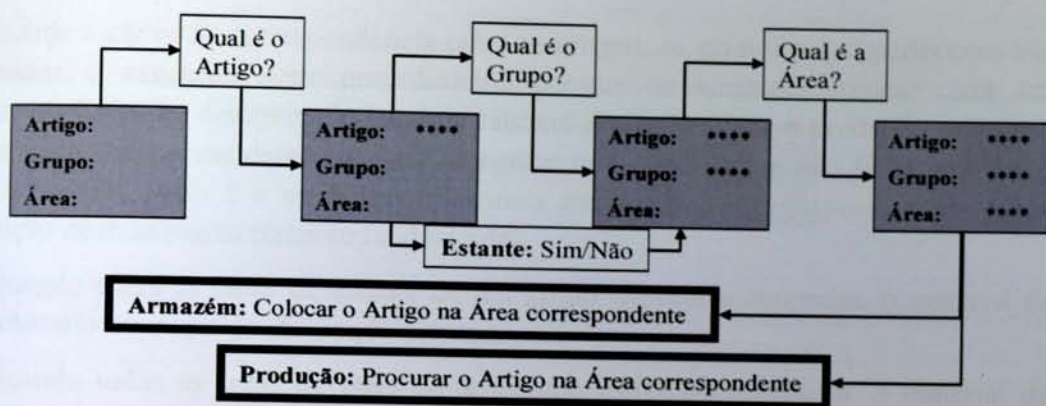 Qual é o
Artigo?
Qual é o
Grupo?
Qual é a
Área?
Artigo:
Grupo:
Área:
Artigo: ****
Grupo:
Área:
Artigo: ****
Grupo: ****
Área:
Artigo: ****
Grupo: ****
Área: ****
Estante: Sim/Não
Armazém: Colocar o Artigo na Área correspondente
Produção: Procurar o Artigo na Área correspondente